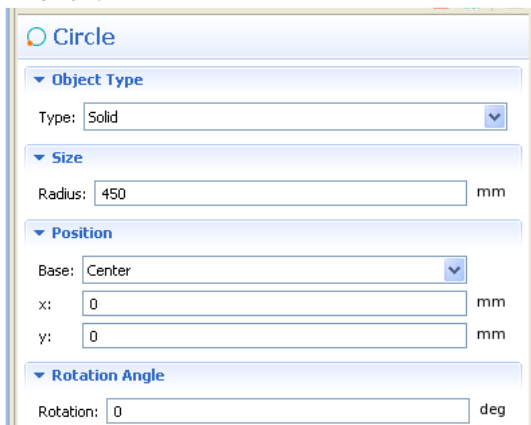 Circle
Object Type
Type: Solid
Size
Radius: 450 mm
Position
Base: Center
x: 0 mm
y: 0 mm
Rotation Angle
Rotation: 0 deg